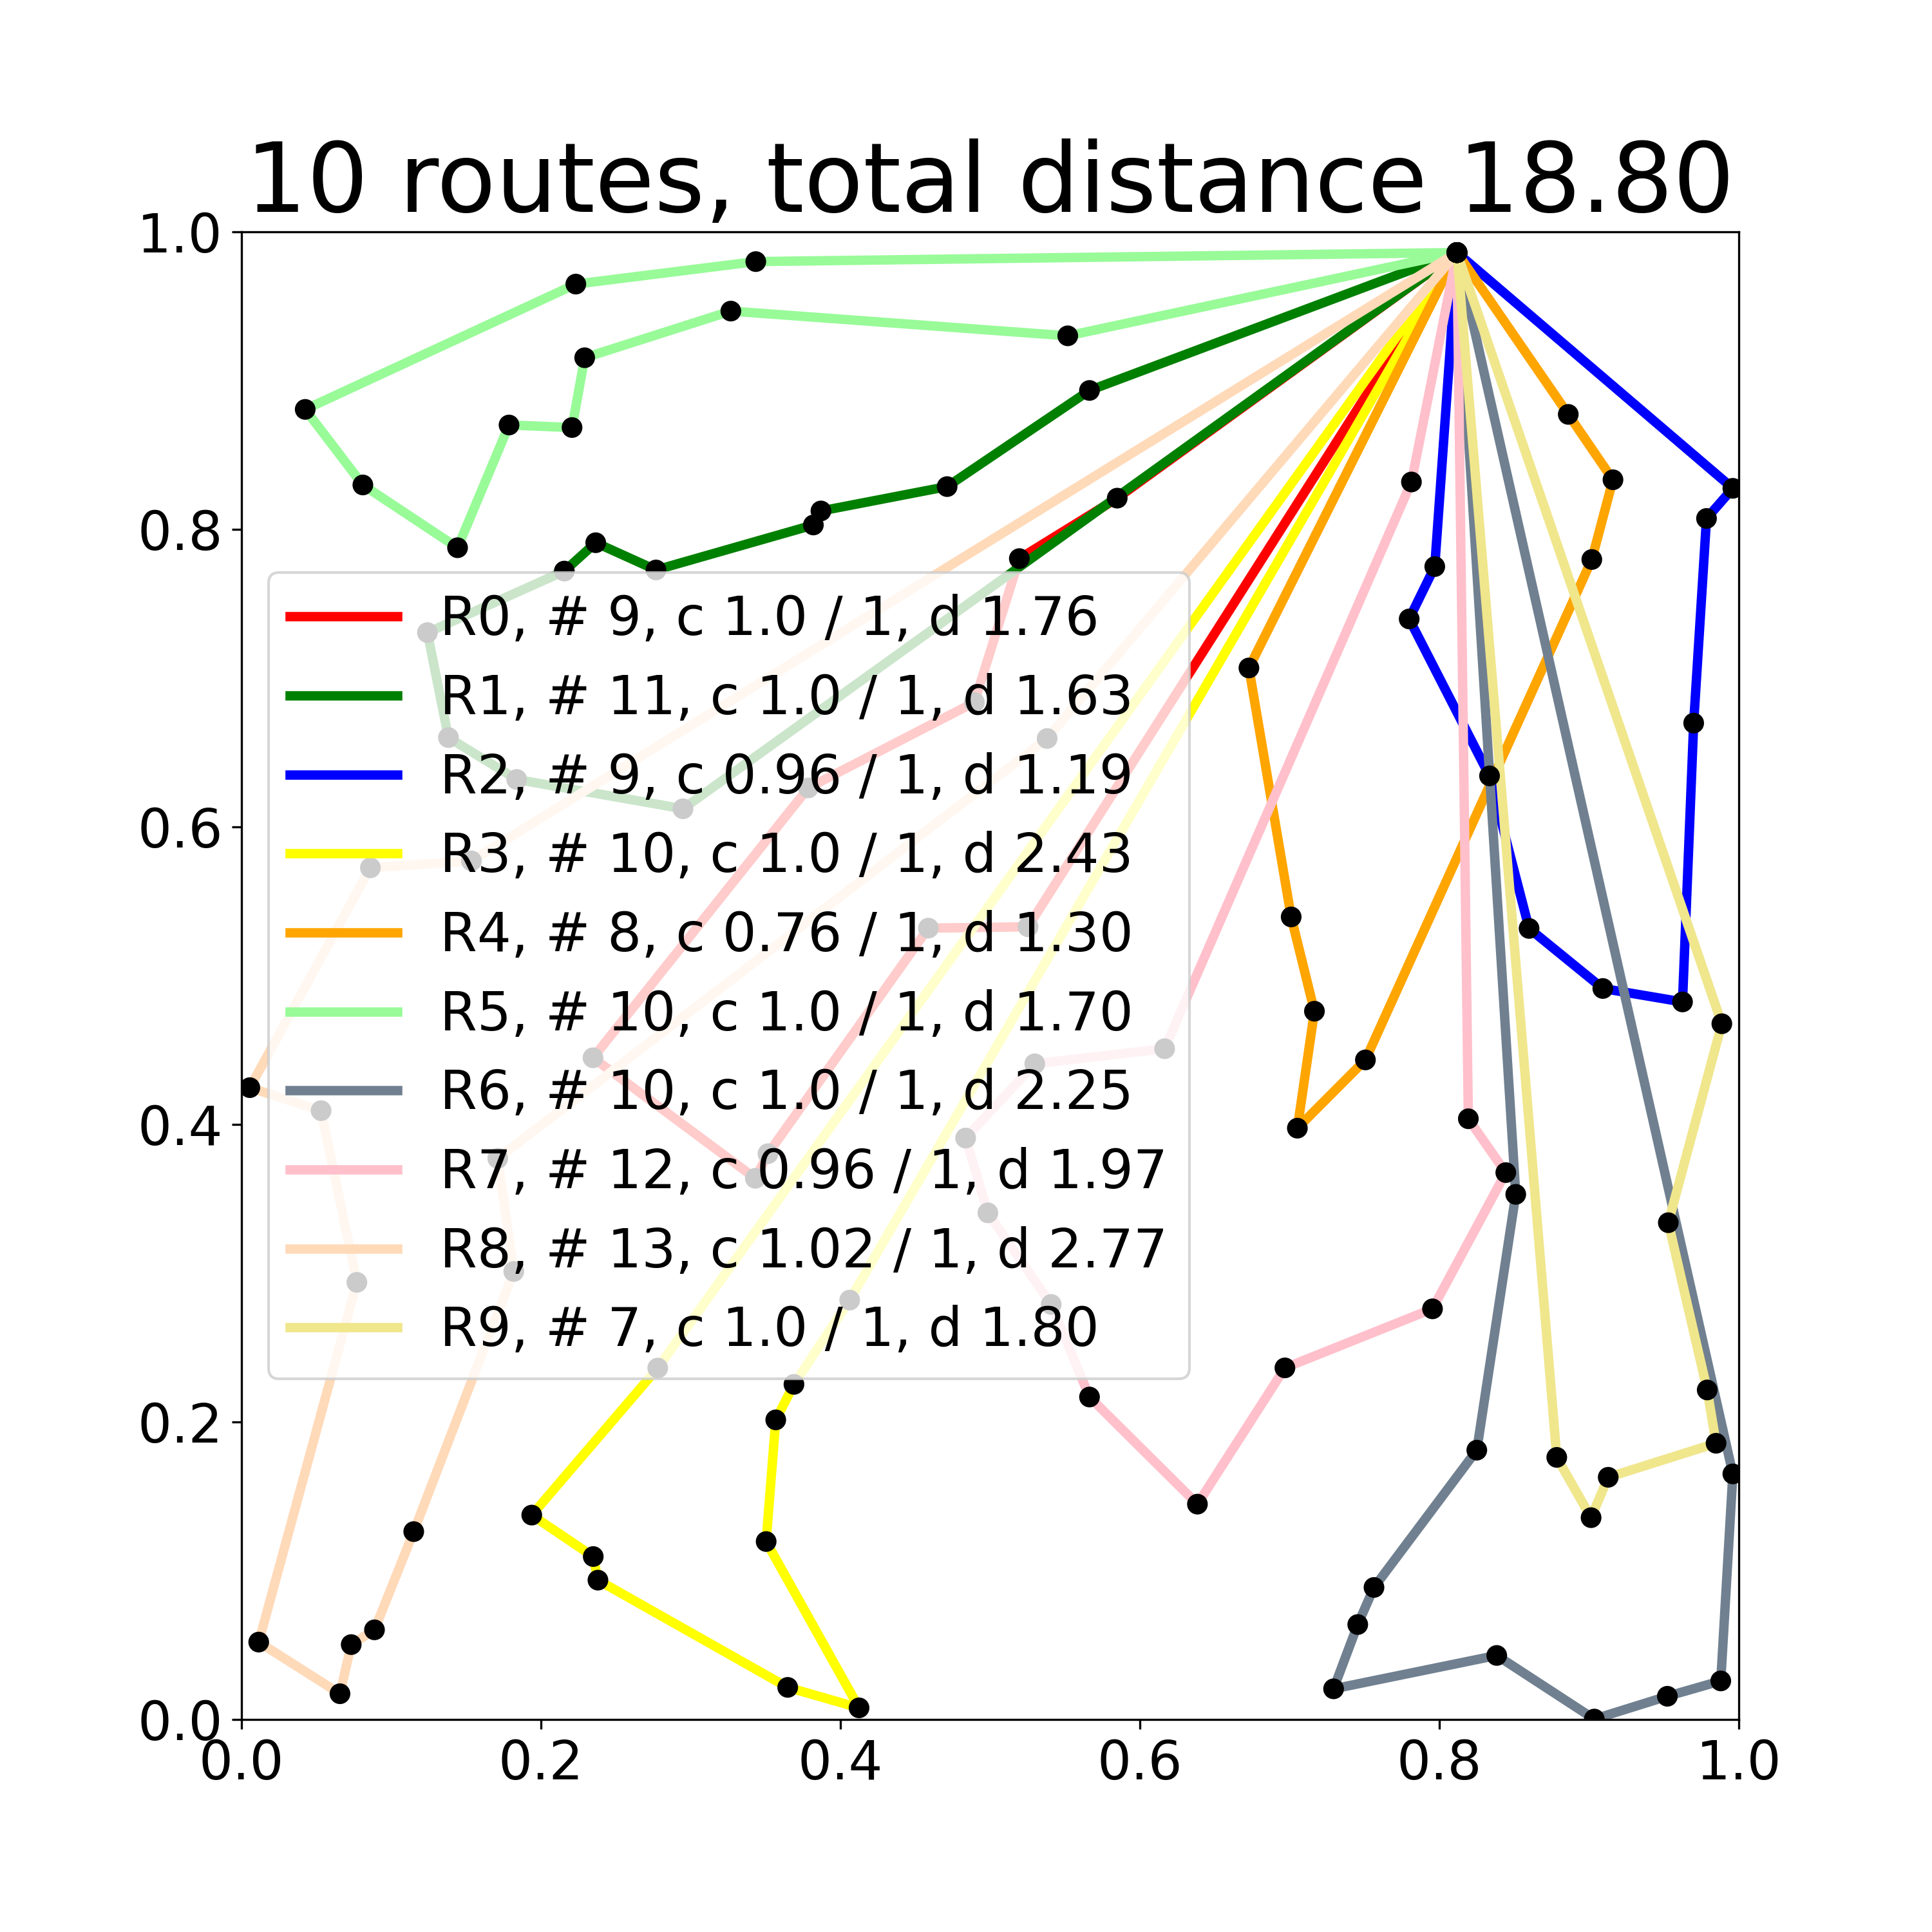 10 routes, total distance 18.80
1.0
0.8
0.6
0.4
0.2
0.0
R0, # 9, c 1.0 / 1, d 1.76
R1, # 11, c 1.0 / 1, d 1.63
R2, # 9, c 0.96 / 1, d 1.19
R3, # 10, c 1.0 / 1, d 2.43
R4, # 8, c 0.76 / 1, d 1.30
R5, # 10, c 1.0 / 1, d 1.70
R6, # 10, c 1.0 / 1, d 2.25
R7, # 12, c 0.96 / 1, d 1.97
R8, # 13, c 1.02 / 1, d 2.77
R9, # 7, c 1.0 / 1, d 1.80
0.0 0.2 0.4 0.6 0.8 1.0